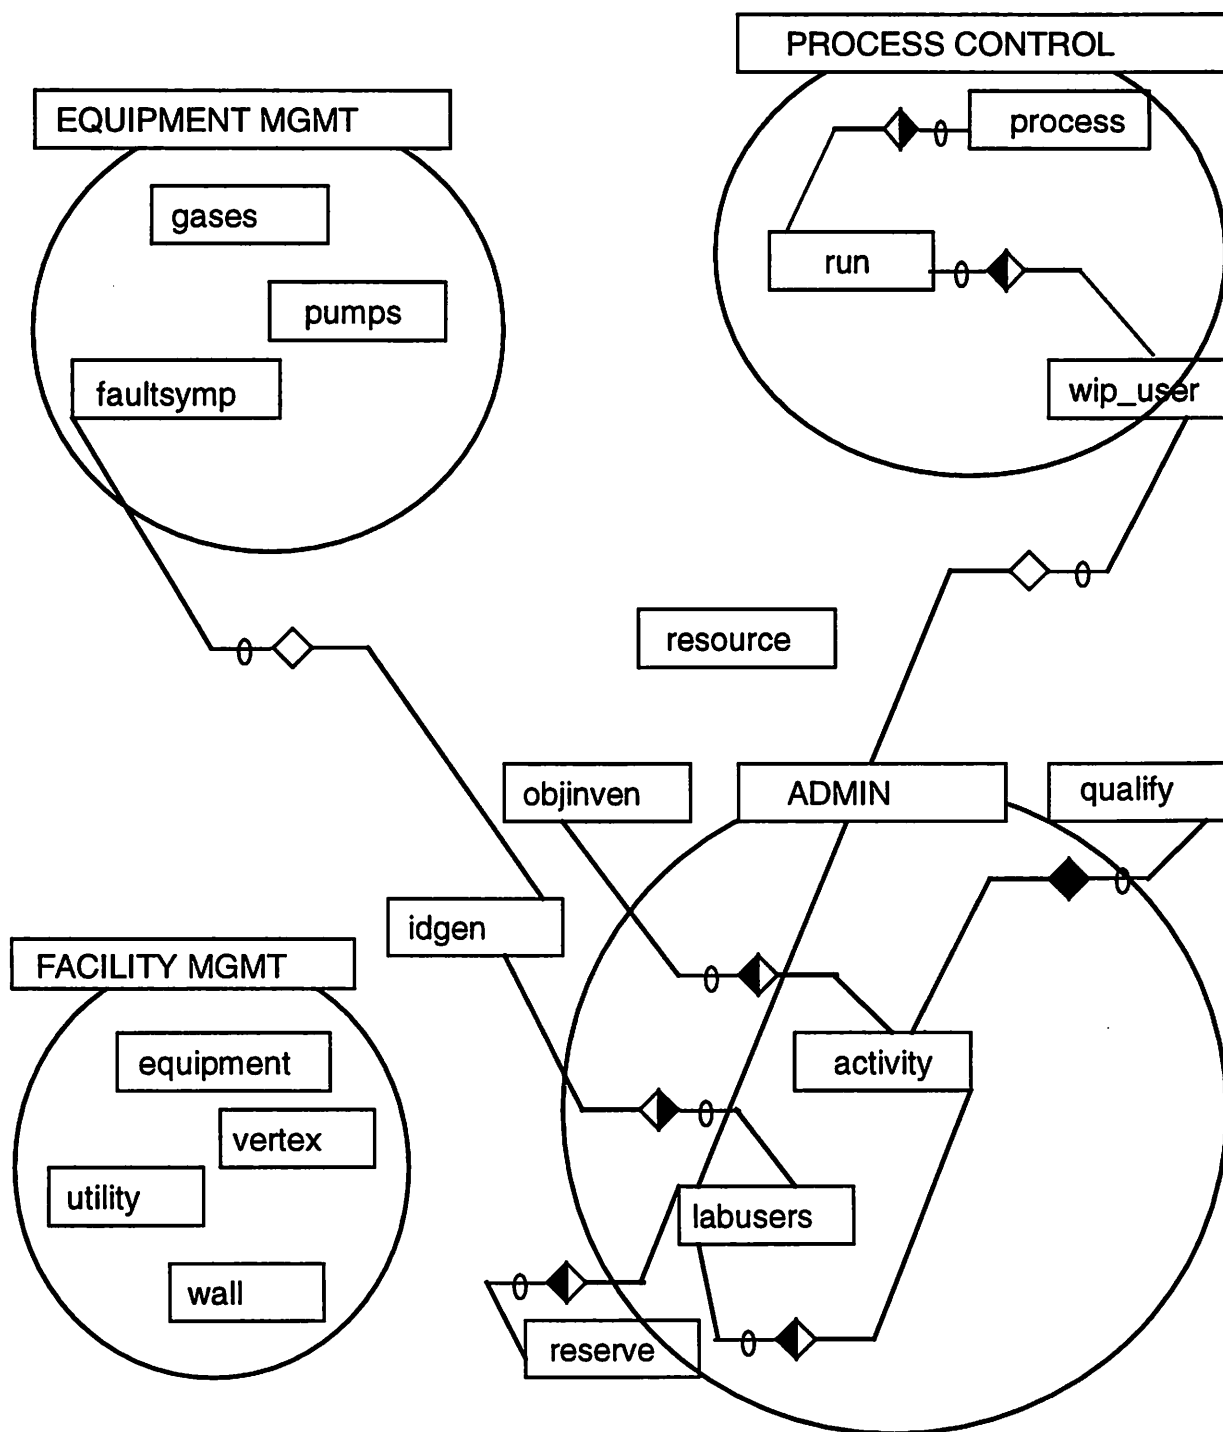 PROCESS CONTROL
EQUIPMENT MGMT
process
gases
run
pumps
faultsymp
wip_user
resource
objinven
ADMIN
qualify
idgen
FACILITY MGMT
equipment
activity
vertex
utility
labusers
wall
reserve